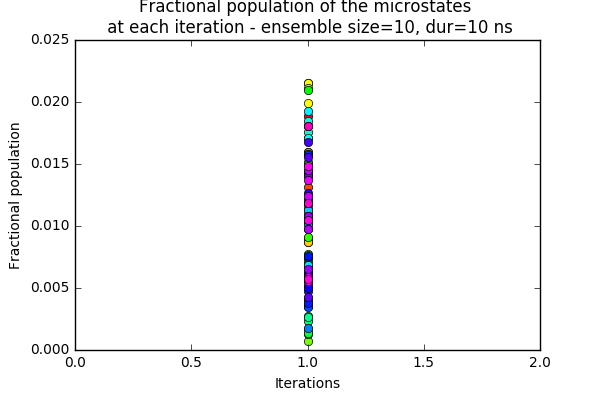 Fractional population of the microstates
at each iteration - ensemble size=10, dur=10 ns
0.025
0.020
0.015
0.010
0.005
0.000
Fractional population
0.0 0.5 1.0 1.5 2.0
Iterations